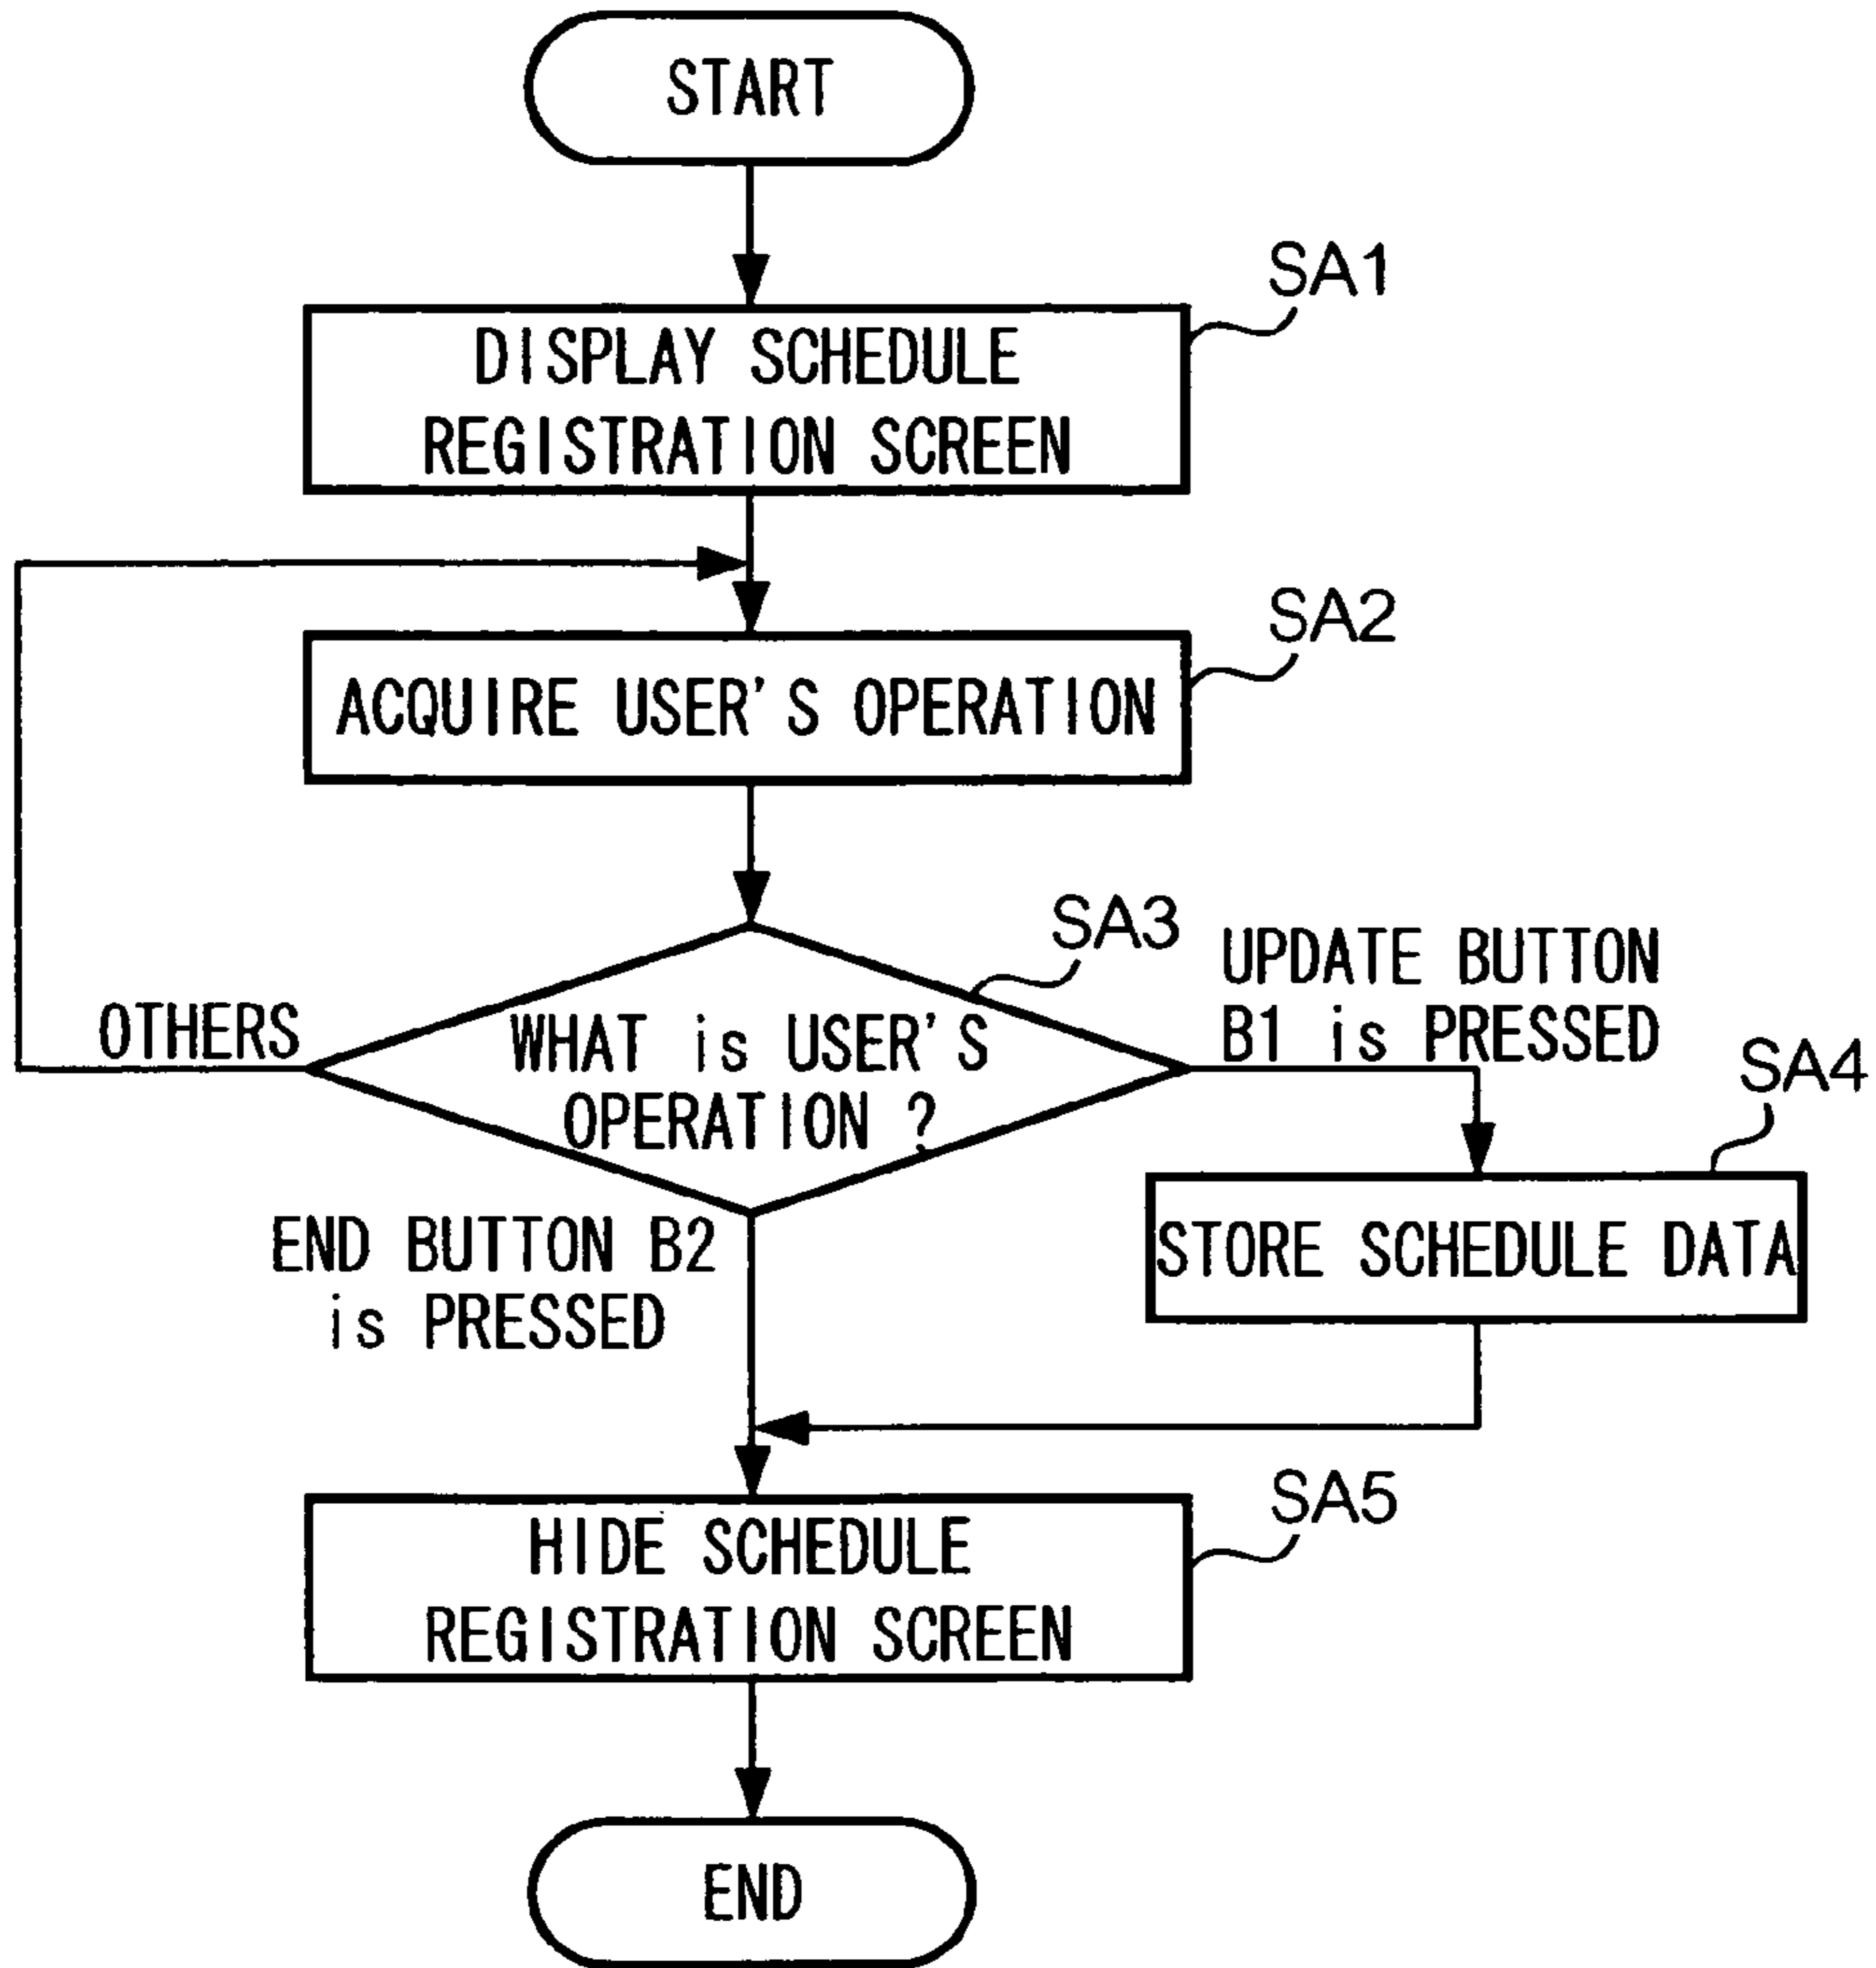 START
SA1
DISPLAY SCHEDULE
REGISTRATION SCREEN
SA2
ACQUIRE USER'S OPERATION
SA3
UPDATE BUTTON
B1 is PRESSED
OTHERS
WHAT is USER'S
OPERATION ?
SA4
END BUTTON B2
is PRESSED
STORE SCHEDULE DATA
SA5
HIDE SCHEDULE
REGISTRATION SCREEN
END